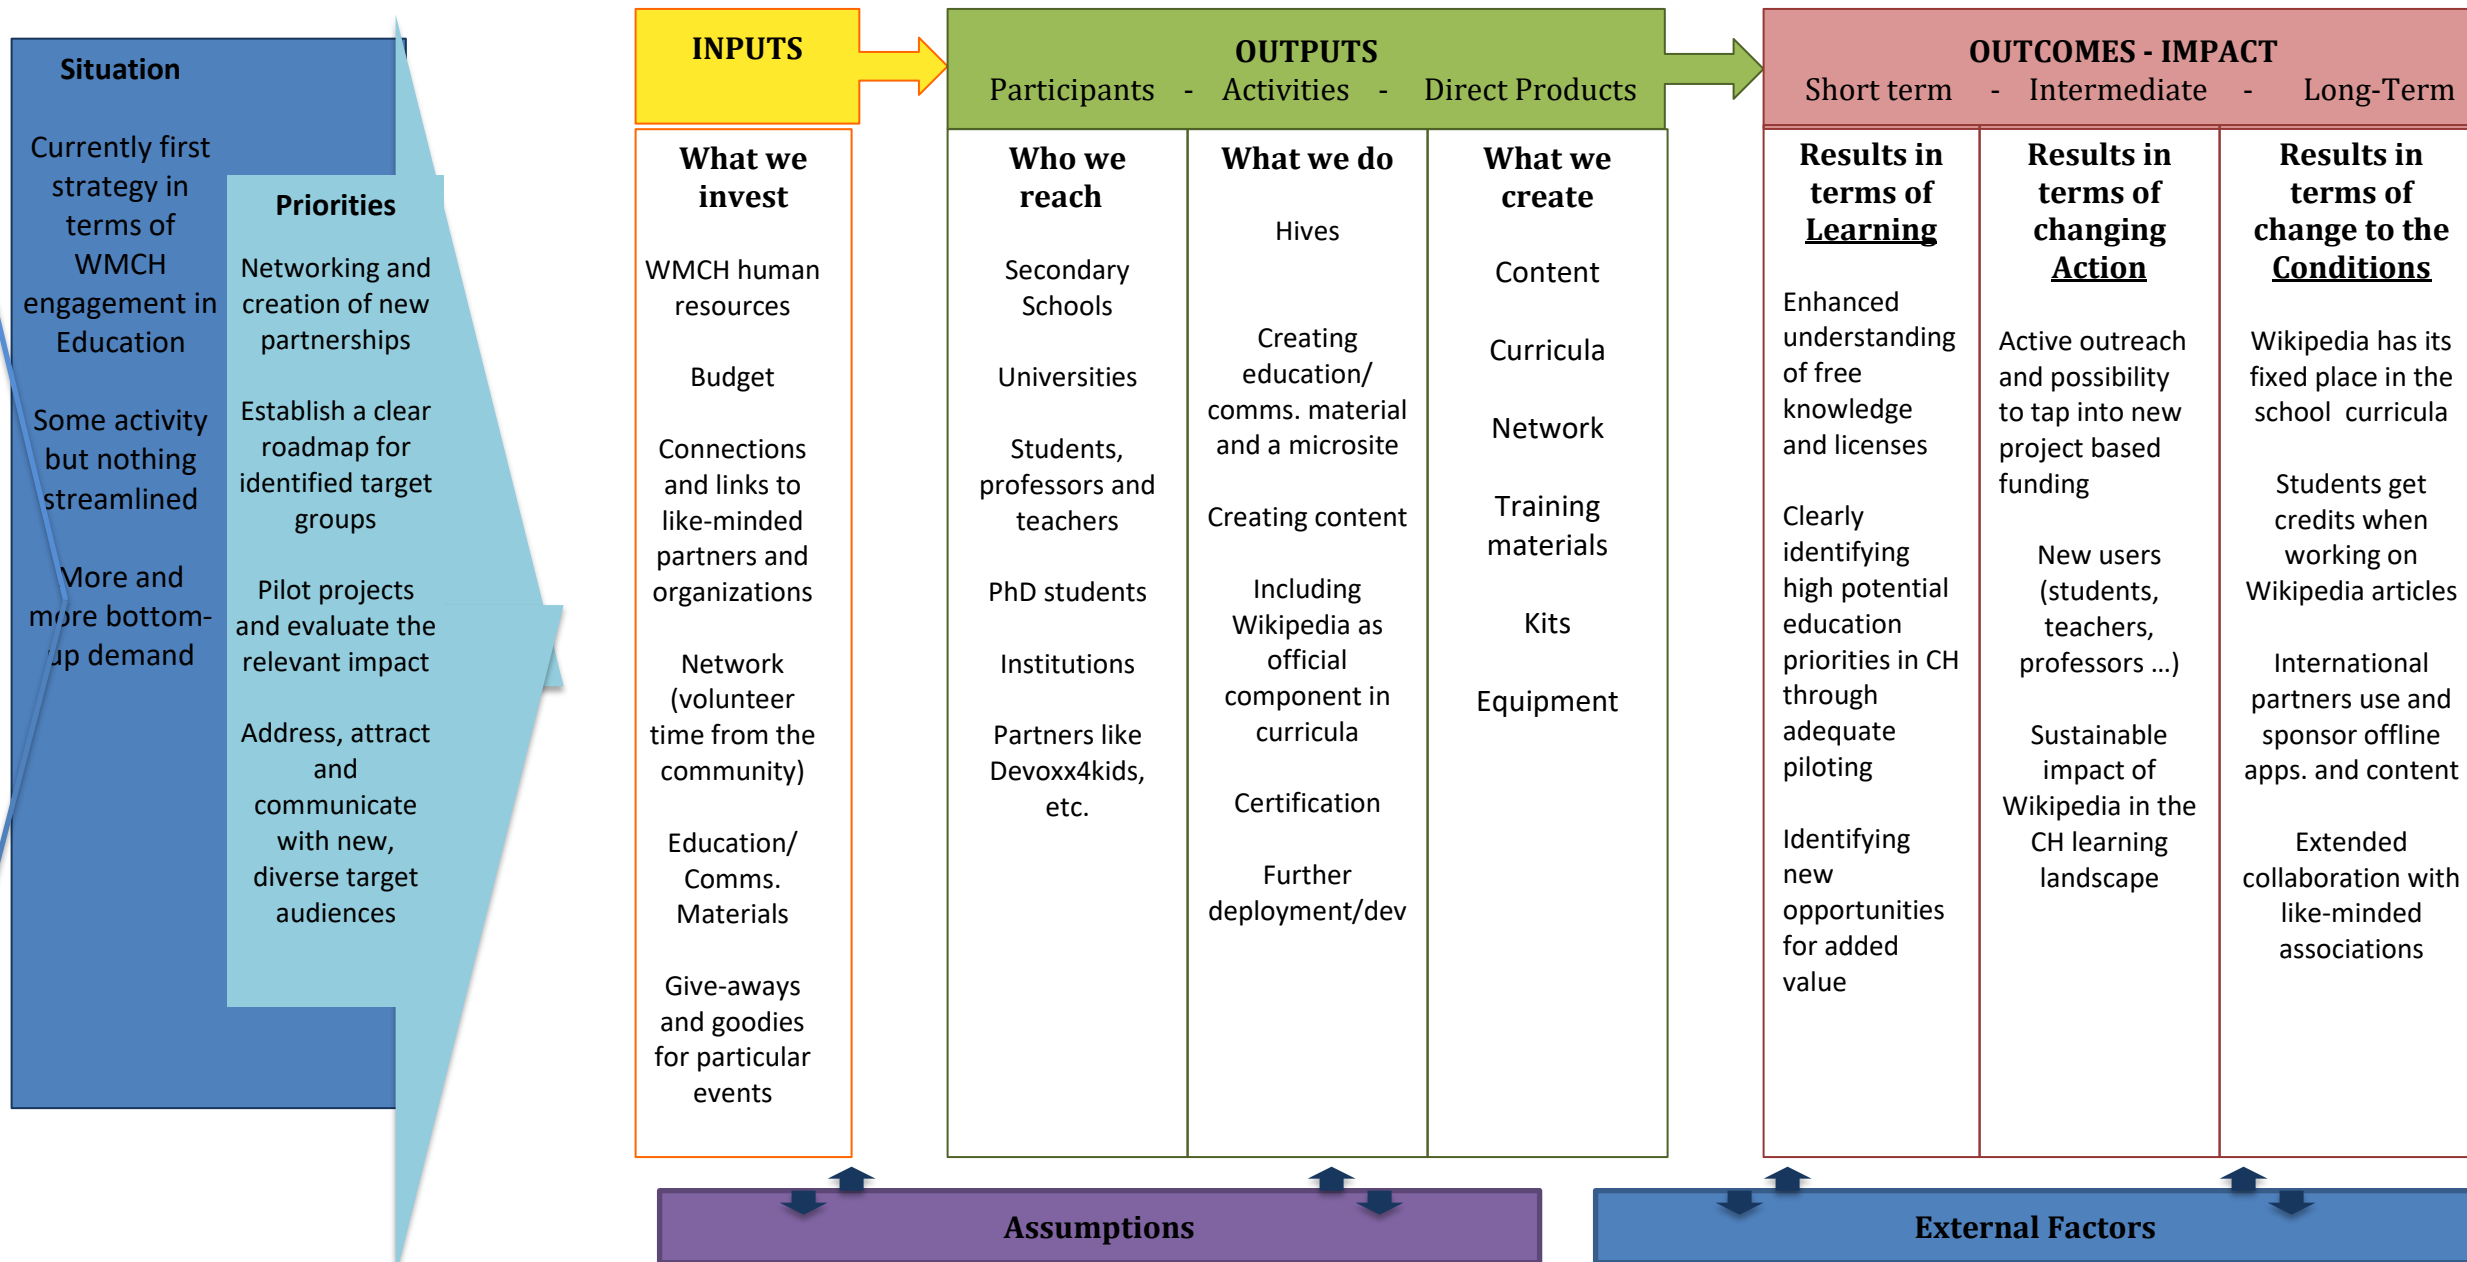 Situation
Currently first
strategy in
terms of
WMCH
engagement in
Education
Some activity
but nothing
streamlined
More and
more bottom-
up demand
Priorities
Networking and
creation of new
partnerships
Establish a clear
roadmap for
identified target
groups
Pilot projects
and evaluate the
relevant impact
Address, attract
and
communicate
with new,
diverse target
audiences
INPUTS
What we
invest
WMCH human
resources
Budget
Connections
and links to
like-minded
partners and
organizations
Network
(volunteer
time from the
community)
Education/
Comms.
Materials
Give-aways
and goodies
for particular
events
OUTPUTS
Participants - Activities - Direct Products
Who we
reach
Secondary
Schools
Universities
Students,
professors and
teachers
PhD students
Institutions
Partners like
Devoxx4kids,
etc.
What we do
Hives
Creating
education/
comms. material
and a microsite
Creating content
Including
Wikipedia as
official
component in
curricula
Certification
Further
deployment/dev
What we
create
Content
Curricula
Network
Training
materials
Kits
Equipment
OUTCOMES - IMPACT
Short term - Intermediate - Long-Term
Results in
terms of
Learning
Enhanced
understanding
of free
knowledge
and licenses
Clearly
identifying
high potential
education
priorities in CH
through
adequate
piloting
Identifying
new
opportunities
for added
value
Results in
terms of
changing
Action
Active outreach
and possibility
to tap into new
project based
funding
New users
(students,
teachers,
professors …)
Sustainable
impact of
Wikipedia in the
CH learning
landscape
Results in
terms of
change to the
Conditions
Wikipedia has its
fixed place in the
school curricula
Students get
credits when
working on
Wikipedia articles
International
partners use and
sponsor offline
apps. and content
Extended
collaboration with
like-minded
associations
Assumptions
External Factors